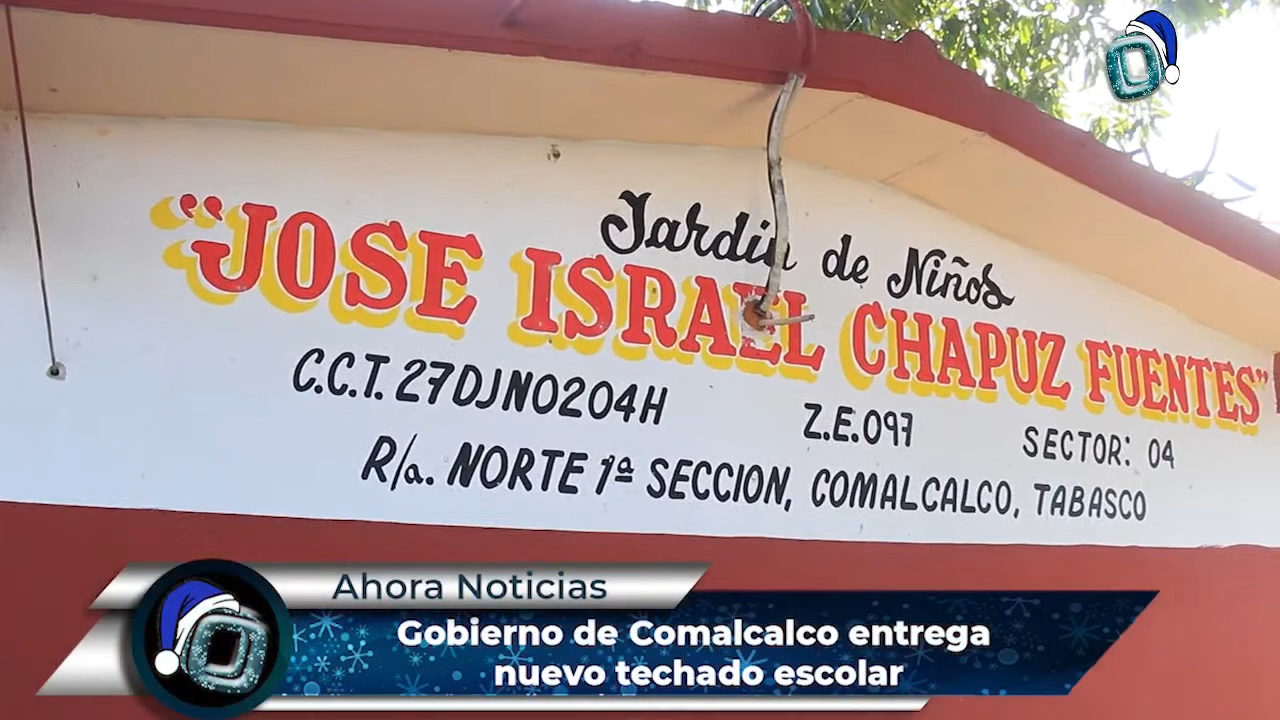 Jardin de Niños
"JOSE ISRAEL CHAPUZ FUENTES"
C.C.T. 27DJN0204H Z.E.097 SECTOR: 04
R/a. NORTE 1ª SECCION, COMALCALCO, TABASCO
Ahora Noticias
Gobierno de Comalcalco entrega
nuevo techado escolar